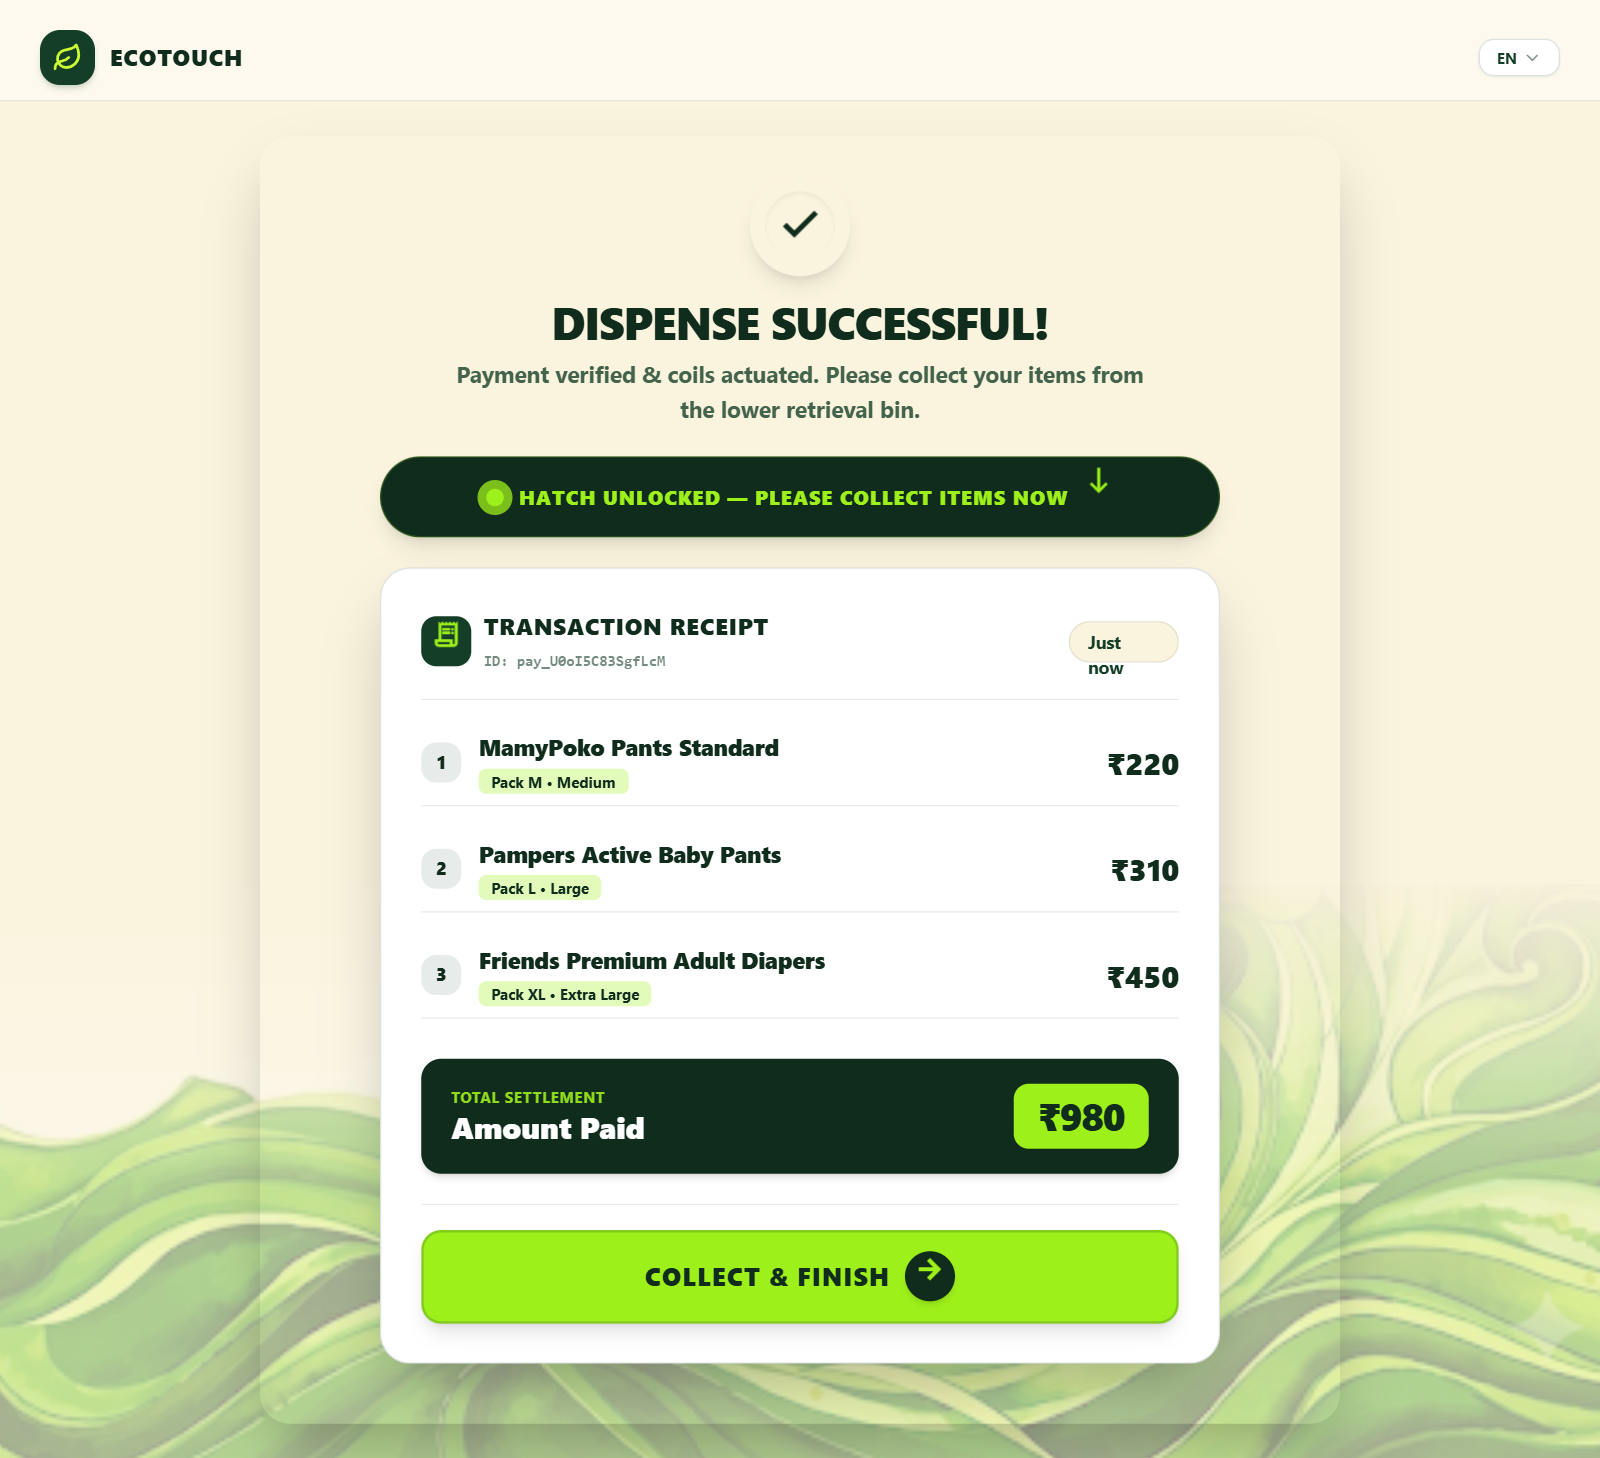 ECOTOUCH
EN
DISPENSE SUCCESSFUL!
Payment verified & coils actuated. Please collect your items from
the lower retrieval bin.
HATCH UNLOCKED — PLEASE COLLECT ITEMS NOW
TRANSACTION RECEIPT
ID: pay_U0oI5C83SgfLcM
Just
now
1
MamyPoko Pants Standard
Pack M • Medium
₹220
2
Pampers Active Baby Pants
Pack L • Large
₹310
3
Friends Premium Adult Diapers
Pack XL • Extra Large
₹450
TOTAL SETTLEMENT
Amount Paid
₹980
COLLECT & FINISH